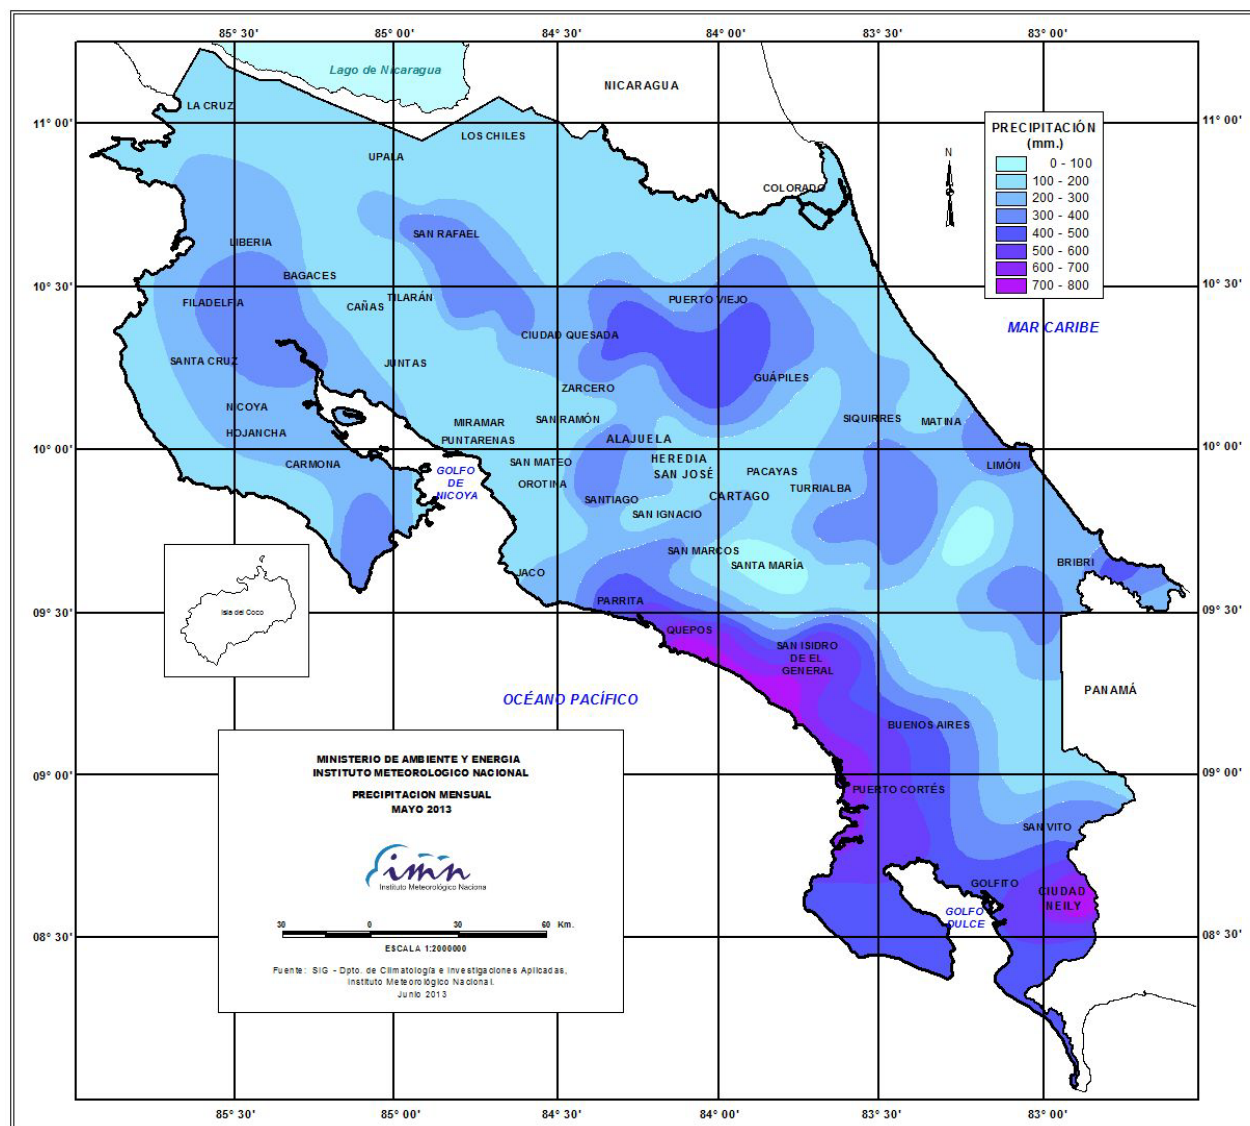 85° 30'
85° 00'
84° 30'
84° 00'
83° 30'
83° 00'
Lago de Nicaragua
NICARAGUA
LA CRUZ
11° 00'
11° 00'
LOS CHILES
UPALA
PRECIPITACIÓN
(mm.)
0 - 100
100 - 200
200 - 300
300 - 400
400 - 500
500 - 600
600 - 700
700 - 800
N
COLORADO
SAN RAFAEL
LIBERIA
BAGACES
10° 30'
10° 30'
FILADELFIA
TILARÁN
CAÑAS
PUERTO VIEJO
MAR CARIBE
CIUDAD QUESADA
SANTA CRUZ
JUNTAS
GUÁPILES
ZARCERO
NICOYA
MIRAMAR
SAN RAMÓN
SIQUIRRES
MATINA
HOJANCHA
PUNTARENAS
ALAJUELA
10° 00'
10° 00'
CARMONA
GOLFO
DE
NICOYA
SAN MATEO
HEREDIA
LIMÓN
OROTINA
SAN JOSÉ
PACAYAS
SANTIAGO
CARTAGO
TURRIALBA
SAN IGNACIO
SAN MARCOS
SANTA MARÍA
BRIBRI
JACO
PARRITA
09° 30'
09° 30'
Isla del Coco
QUEPOS
SAN ISIDRO
DE EL
GENERAL
PANAMÁ
OCÉANO PACÍFICO
BUENOS AIRES
MINISTERIO DE AMBIENTE Y ENERGIA
INSTITUTO METEOROLOGICO NACIONAL
09° 00'
09° 00'
PRECIPITACION MENSUAL
MAYO 2013
PUERTO CORTÉS
SAN VITO
imn
Instituto Meteorológico Naciona
GOLFITO
CIUDAD
NEILY
GOLFO
DULCE
30
0
30
60 Km.
08° 30'
08° 30'
ESCALA 1:2000000
Fuente: SIG - Dpto. de Climatología e Investigaciones Aplicadas,
Instituto Meteorológico Nacional.
Junio 2013
85° 30'
85° 00'
84° 30'
84° 00'
83° 30'
83° 00'